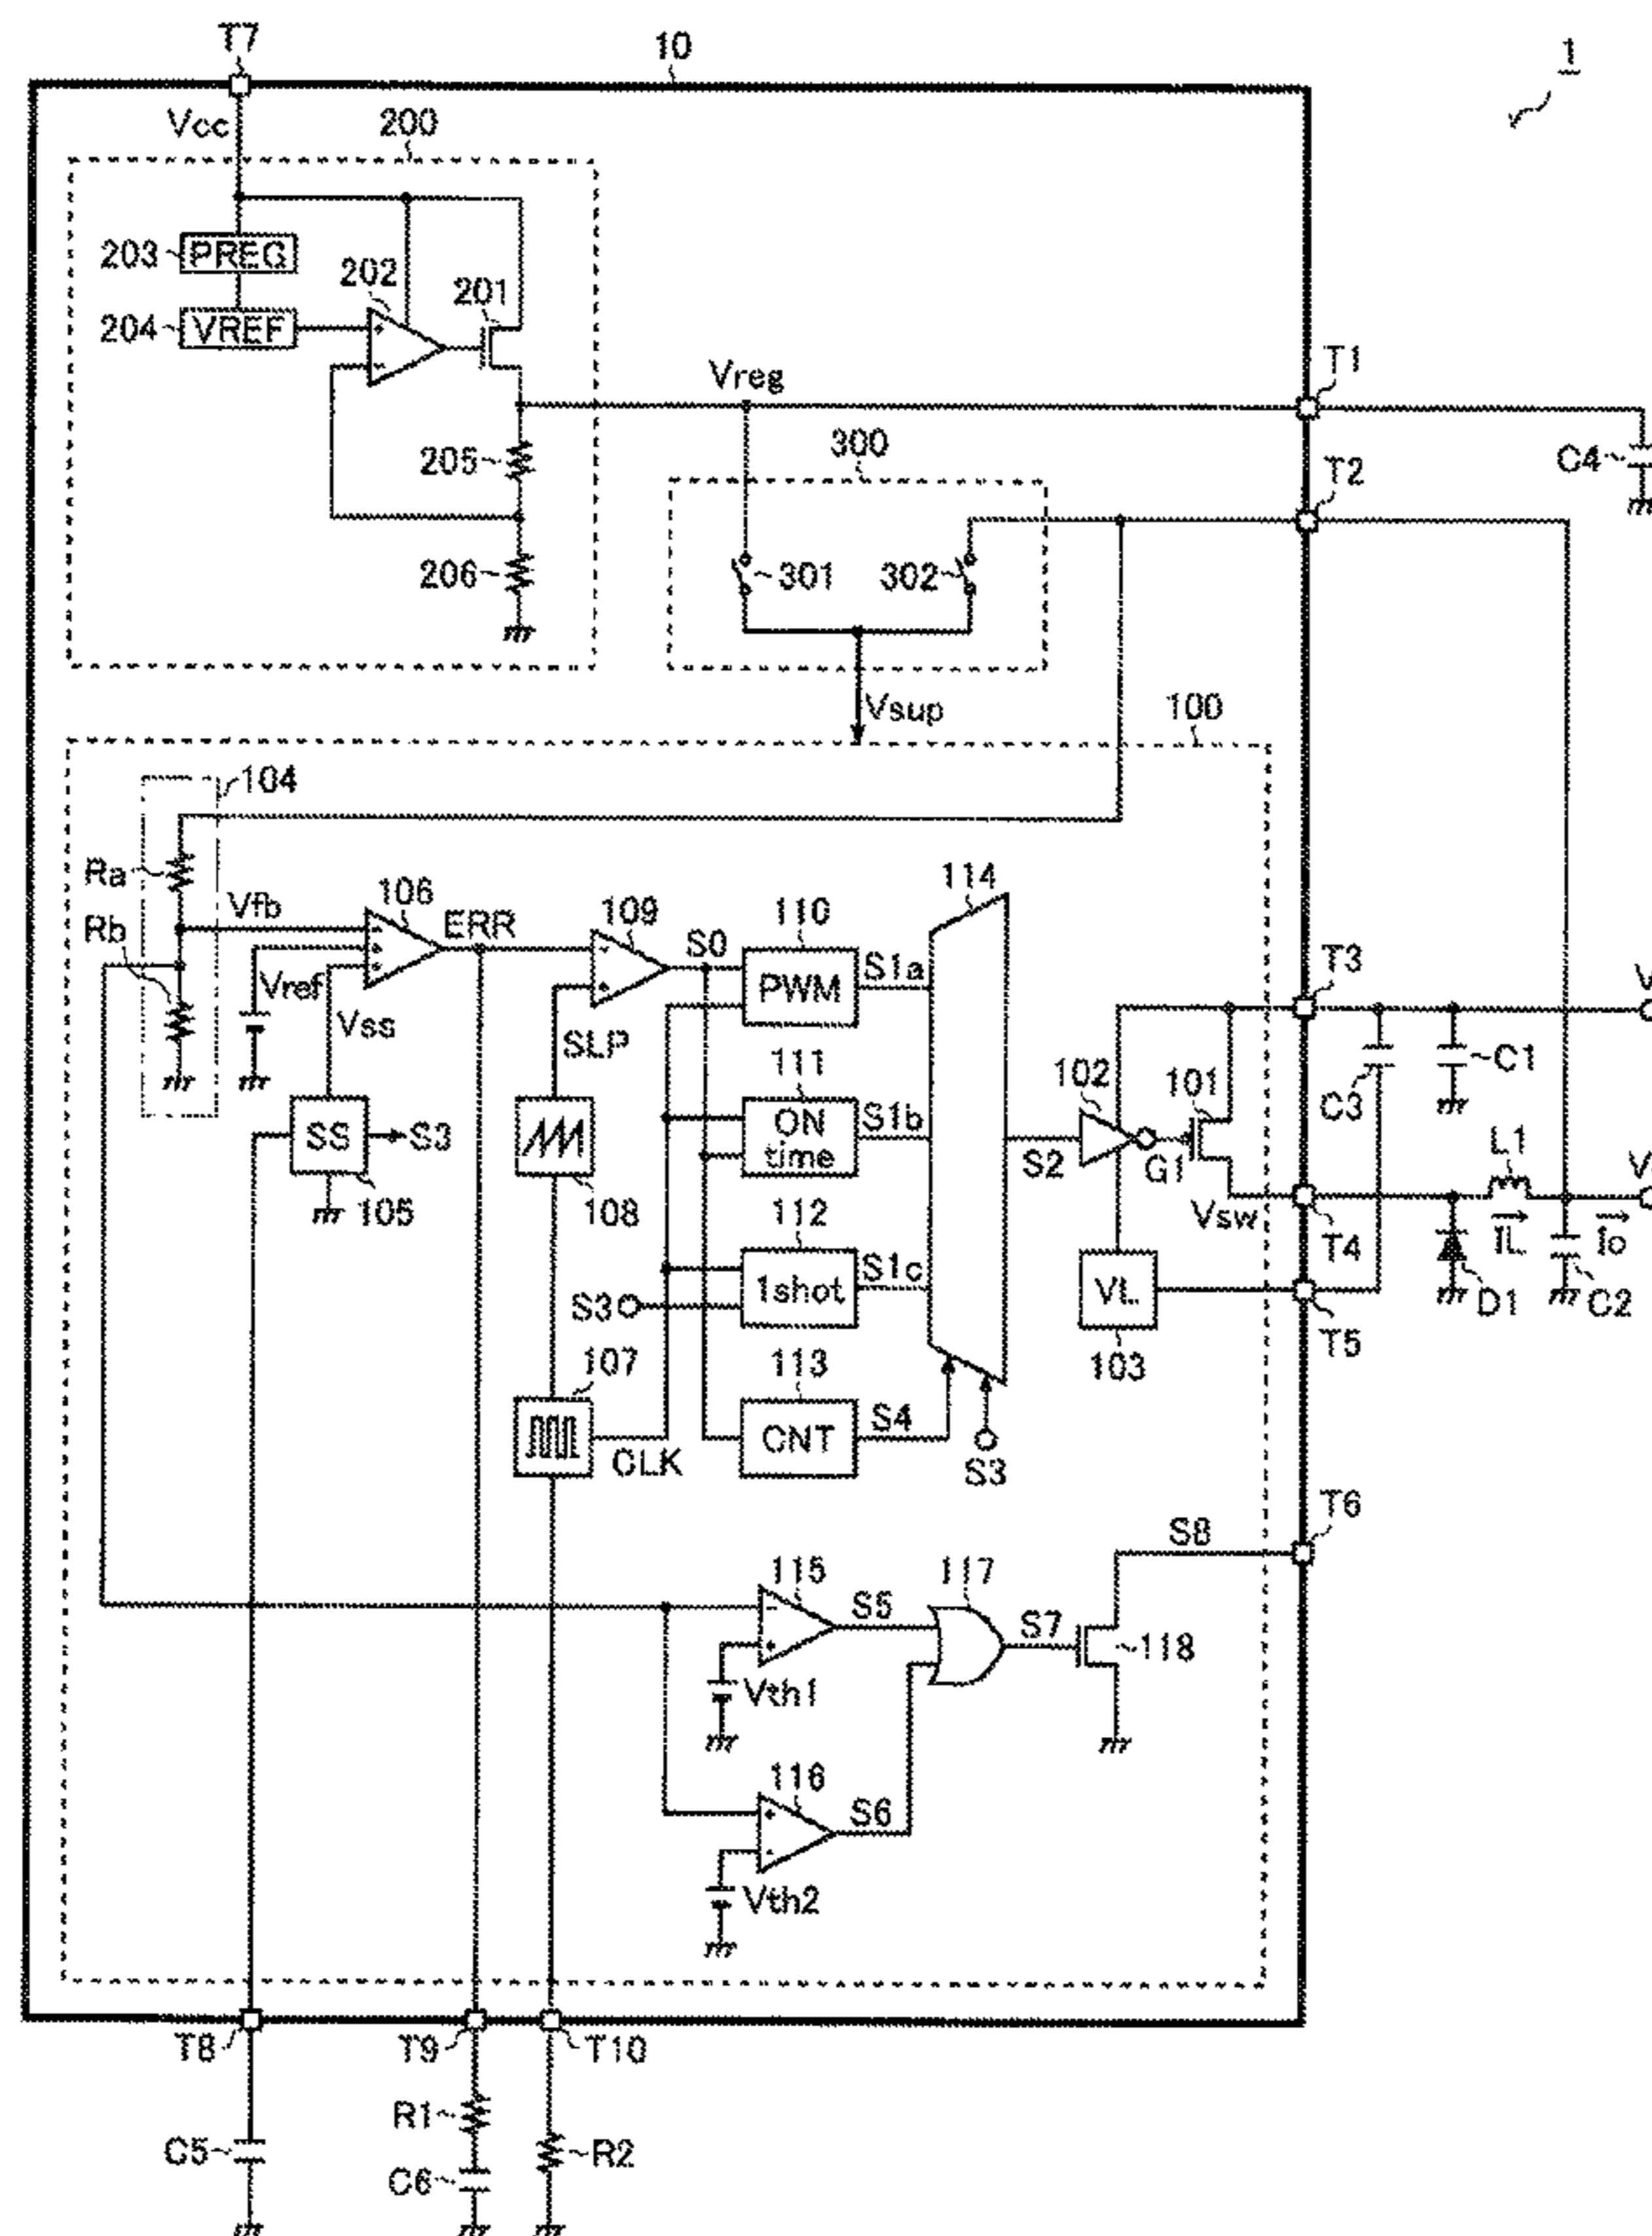 T7
10
1
Vcc
200
203
PREG
202
201
204
VREF
Vreg
T1
205
300
C4
T2
206
301
302
Vsup
100
104
Ra
Vfb
106
ERR
109
S0
110
114
Rb
PWM
S1a
T3
V
Vref
Vss
SLP
111
102
101
C1
C3
SS
S3
ON
time
S1b
S2
G1
L1
V
105
108
112
Vsw
T4
IL
Io
S3
1shot
S1c
VL
D1
C2
107
113
103
T5
CLK
CNT
S4
S3
T6
S8
115
S5
117
S7
118
Vth1
116
S6
Vth2
T8
T9
T10
R1
C5
C6
R2